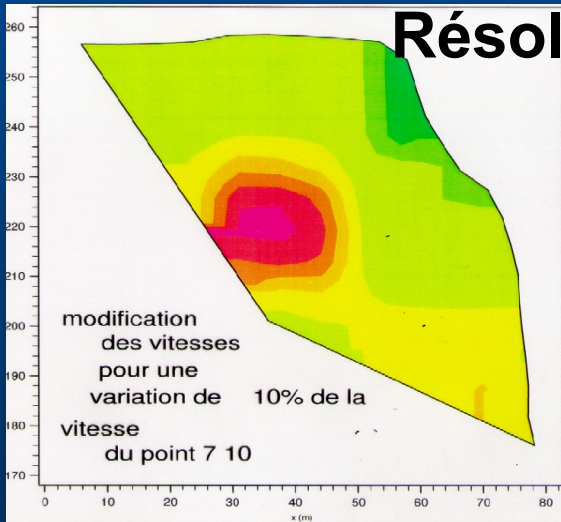 Résol
260
250
240
230
220
210
200
190
180
170
modification
des vitesses
pour une
variation de 10% de la
vitesse
du point 7 10
0 10 20 30 40 50 60 70 80
x (m)